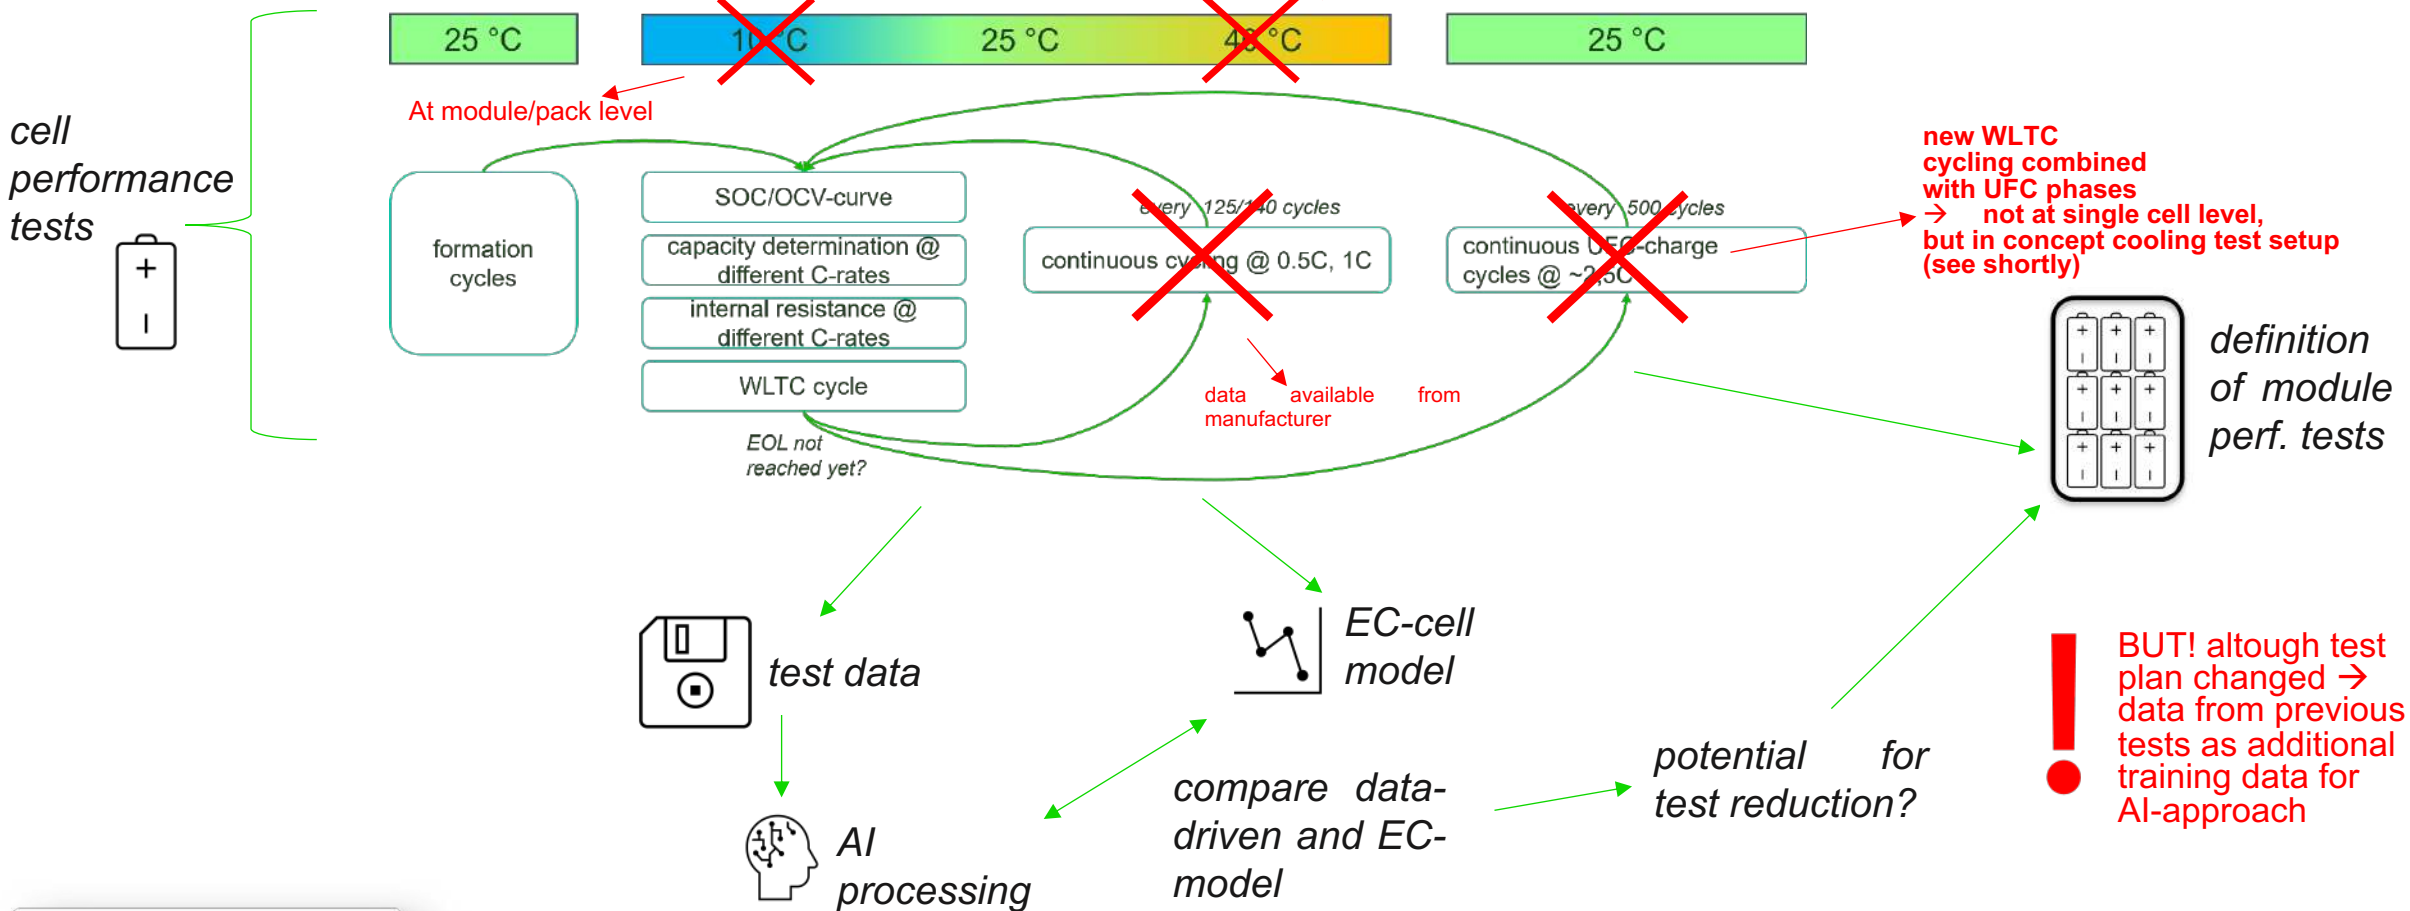 25 °C
10 °C
25 °C
40 °C
25 °C
At module/pack level
cell
performance
tests
formation
cycles
SOC/OCV-curve
capacity determination @
different C-rates
internal resistance @
different C-rates
WLTC cycle
EOL not
reached yet?
every 125/140 cycles
continuous cycling @ 0.5C, 1C
data available from
manufacturer
every 500 cycles
continuous UFC-charge
cycles @ ~2,5C
new WLTC
cycling combined
with UFC phases
→ not at single cell level,
but in concept cooling test setup
(see shortly)
definition
of module
perf. tests
test data
EC-cell
model
AI
processing
compare data-
driven and EC-
model
potential for
test reduction?
BUT! altough test
plan changed →
data from previous
tests as additional
training data for
AI-approach